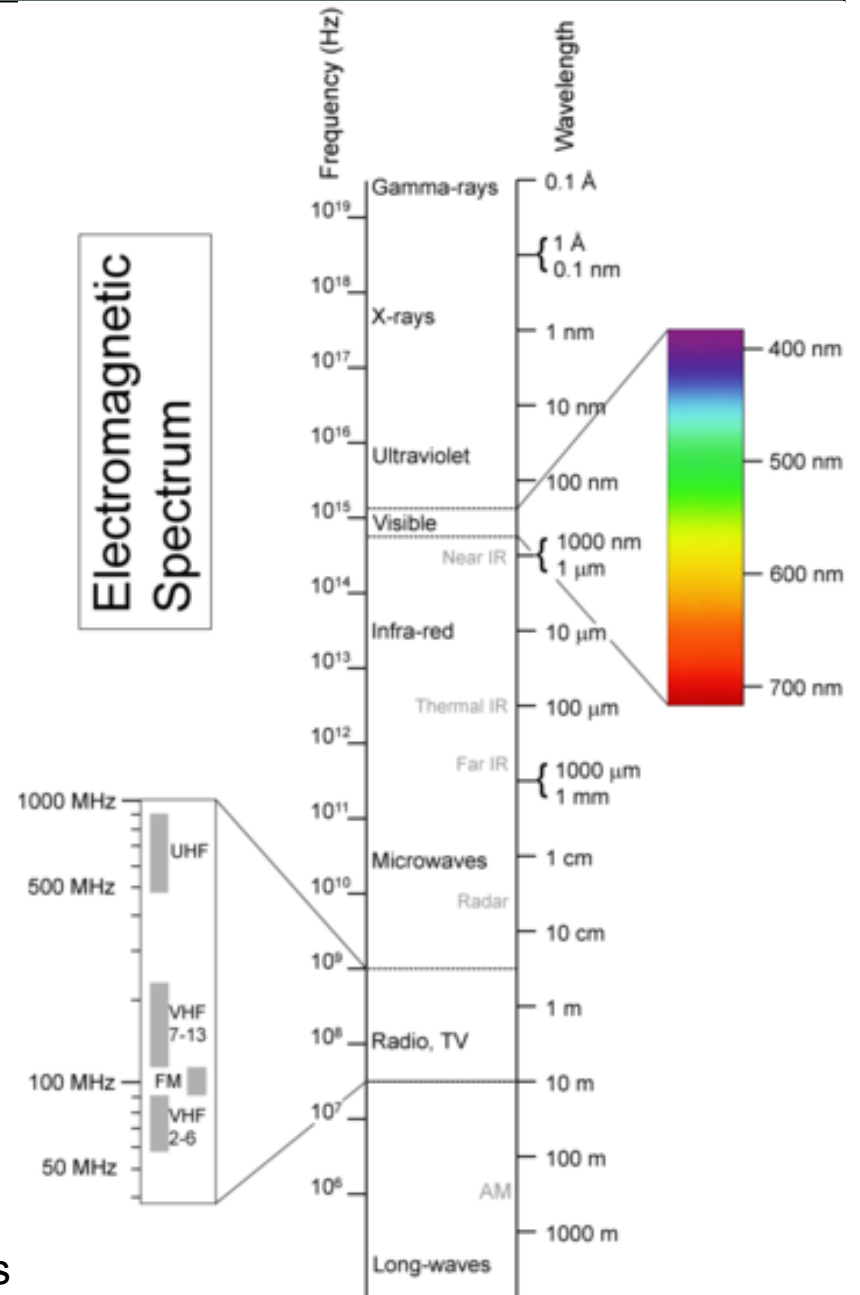 Frequency (Hz)
Wavelength
Electromagnetic
Spectrum
Gamma-rays
0.1 Å
10¹⁹
1 Å
0.1 nm
10¹⁸
X-rays
1 nm
10¹⁷
10 nm
10¹⁶
Ultraviolet
100 nm
10¹⁵
Visible
1000 nm
Near IR
1 μm
10¹⁴
Infra-red
10 μm
10¹³
Thermal IR
100 μm
10¹²
Far IR
1000 μm
1 mm
10¹¹
Microwaves
1 cm
10¹⁰
Radar
10 cm
10⁹
1 m
10⁸
Radio, TV
10 m
10⁷
100 m
10⁶
AM
1000 m
Long-waves
400 nm
500 nm
600 nm
700 nm
1000 MHz
UHF
500 MHz
VHF
7-13
100 MHz
FM
VHF
2-6
50 MHz
s